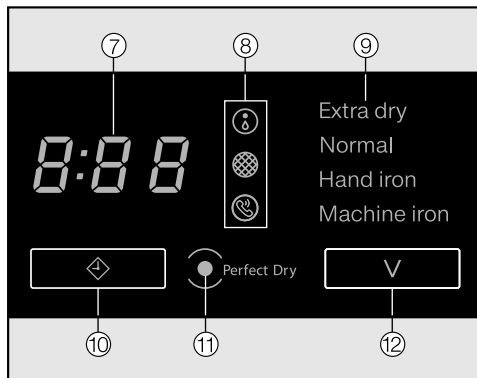 ⑦ ⑧ ⑨
8:88
Extra dry
Normal
Hand iron
Machine iron
Perfect Dry
⑩ ⑪ ⑫